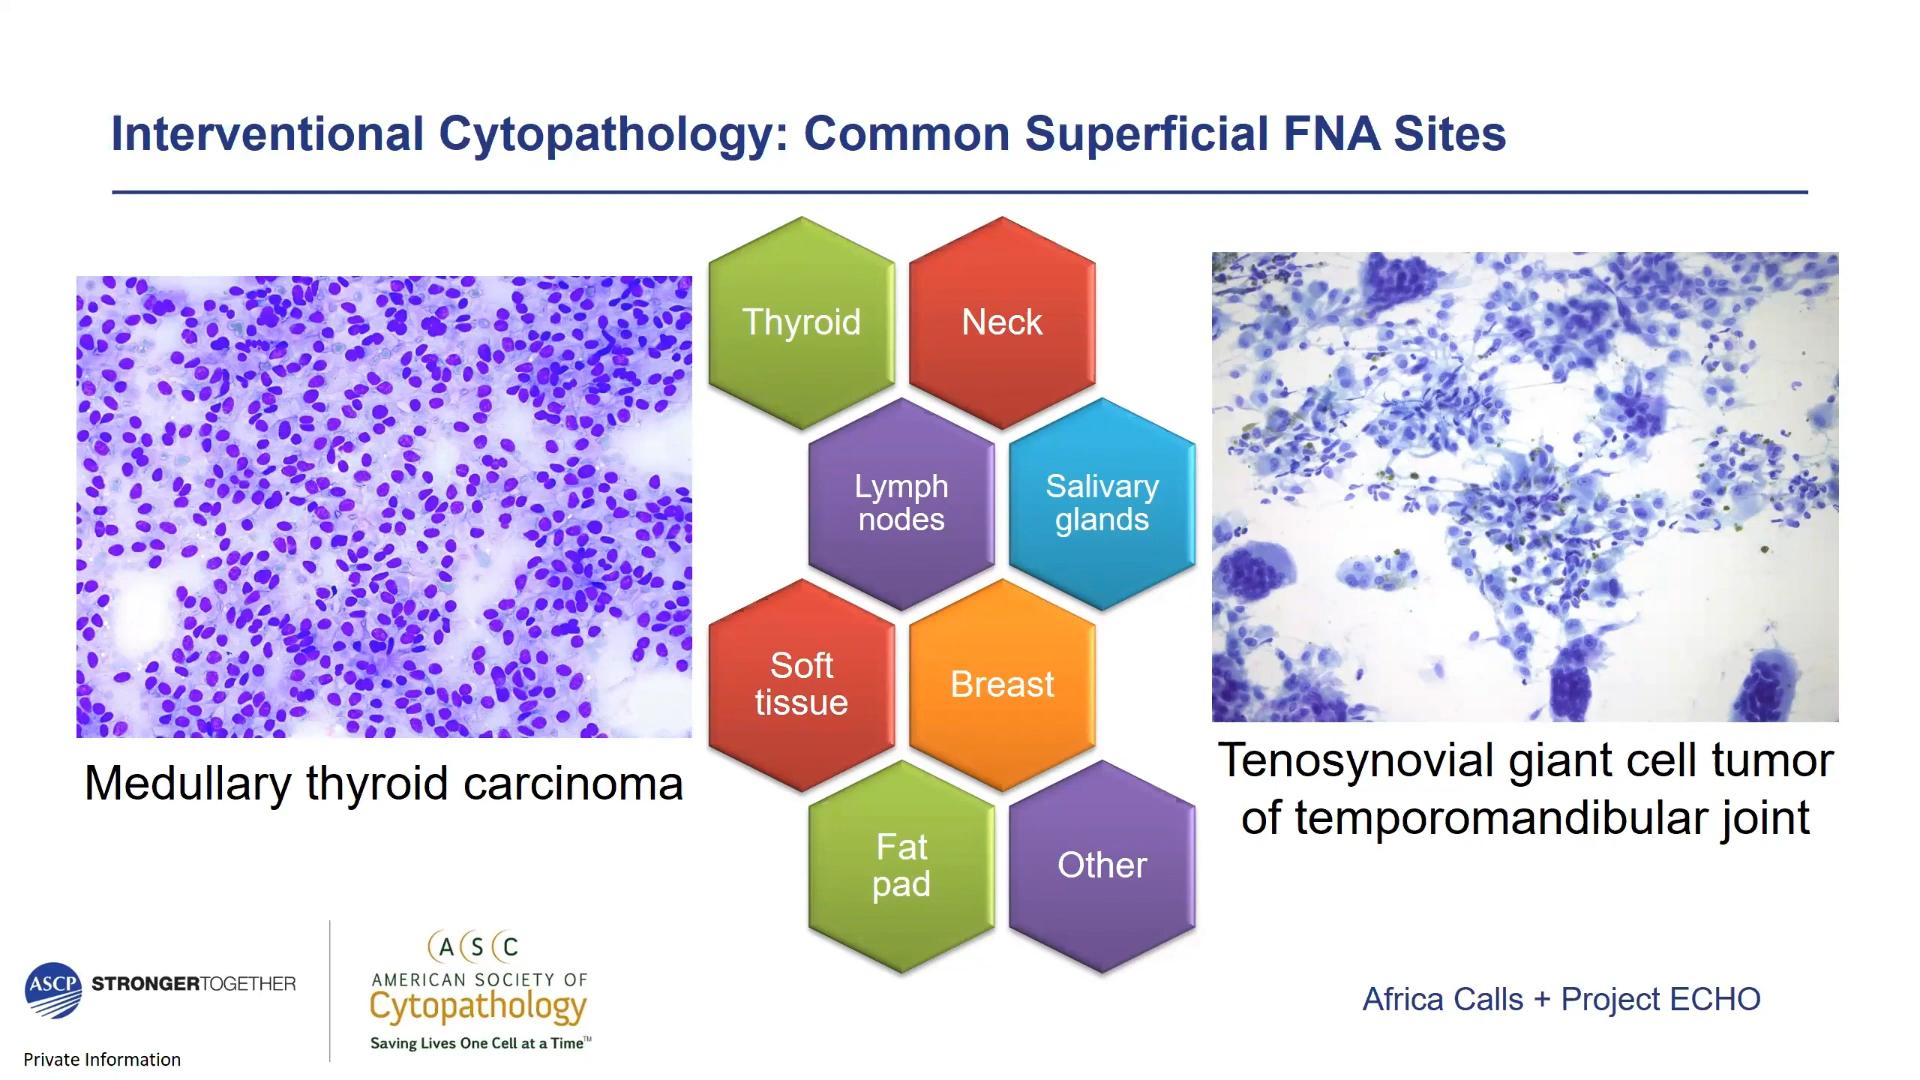 Interventional Cytopathology: Common Superficial FNA Sites
Thyroid
Neck
Lymph
nodes
Salivary
glands
Soft
tissue
Breast
Fat
pad
Other
Medullary thyroid carcinoma
Tenosynovial giant cell tumor
of temporomandibular joint
ASCP STRONGERTOGETHER
A S C
AMERICAN SOCIETY OF
Cytopathology
Saving Lives One Cell at a Time™
Africa Calls + Project ECHO
Private Information